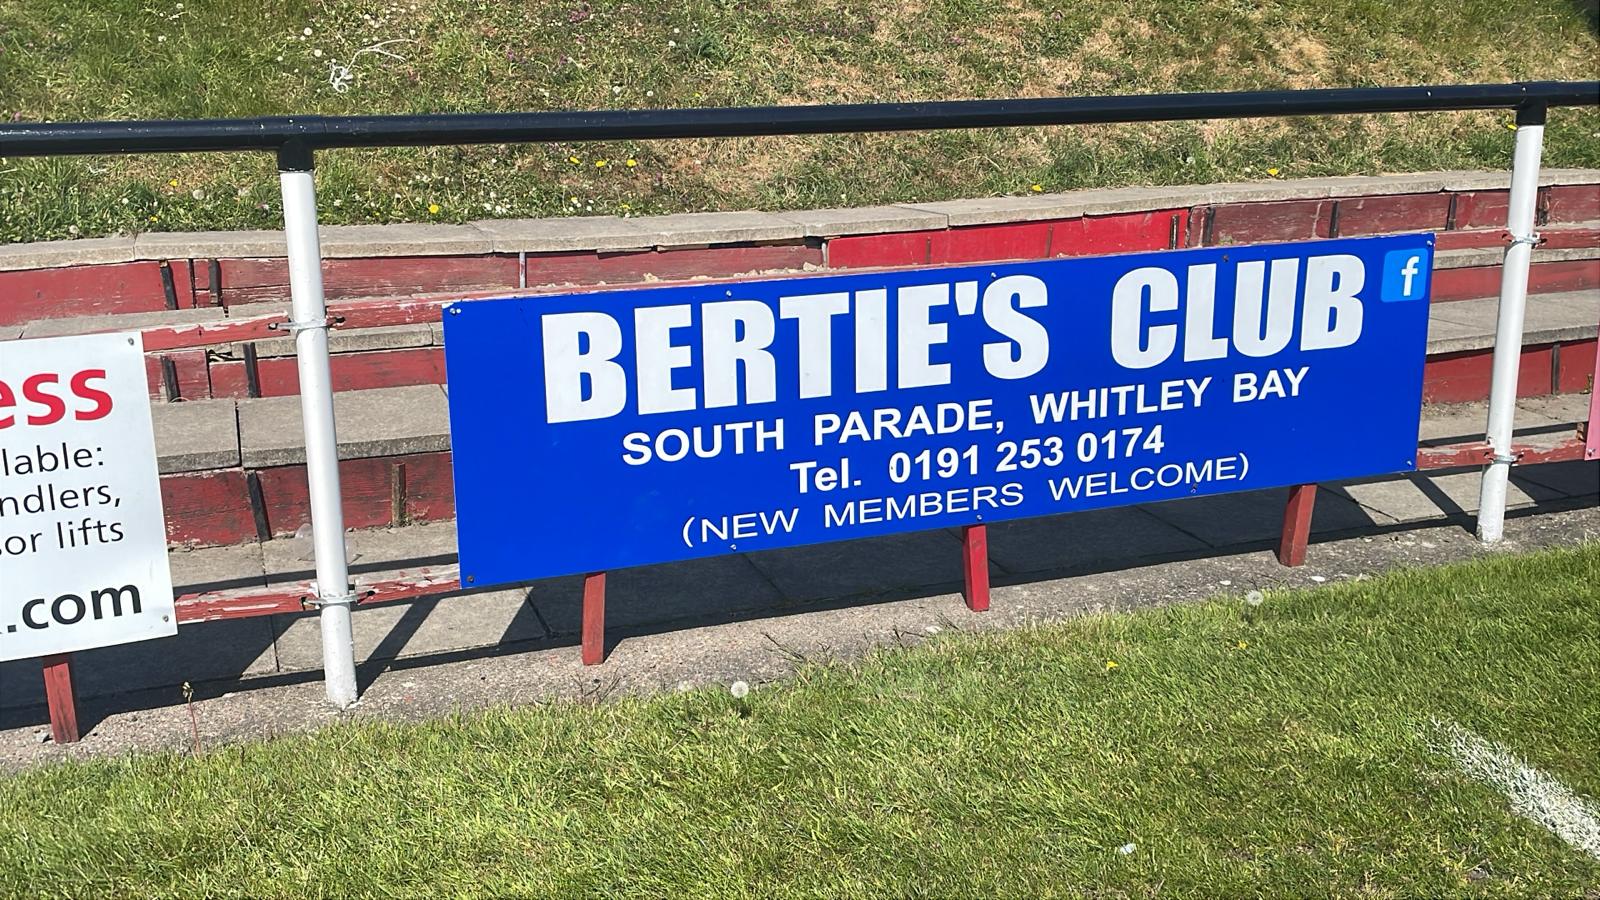 ess
lable:
ndlers,
or lifts
.com
BERTIE'S CLUB
f
SOUTH PARADE, WHITLEY BAY
Tel. 0191 253 0174
(NEW MEMBERS WELCOME)